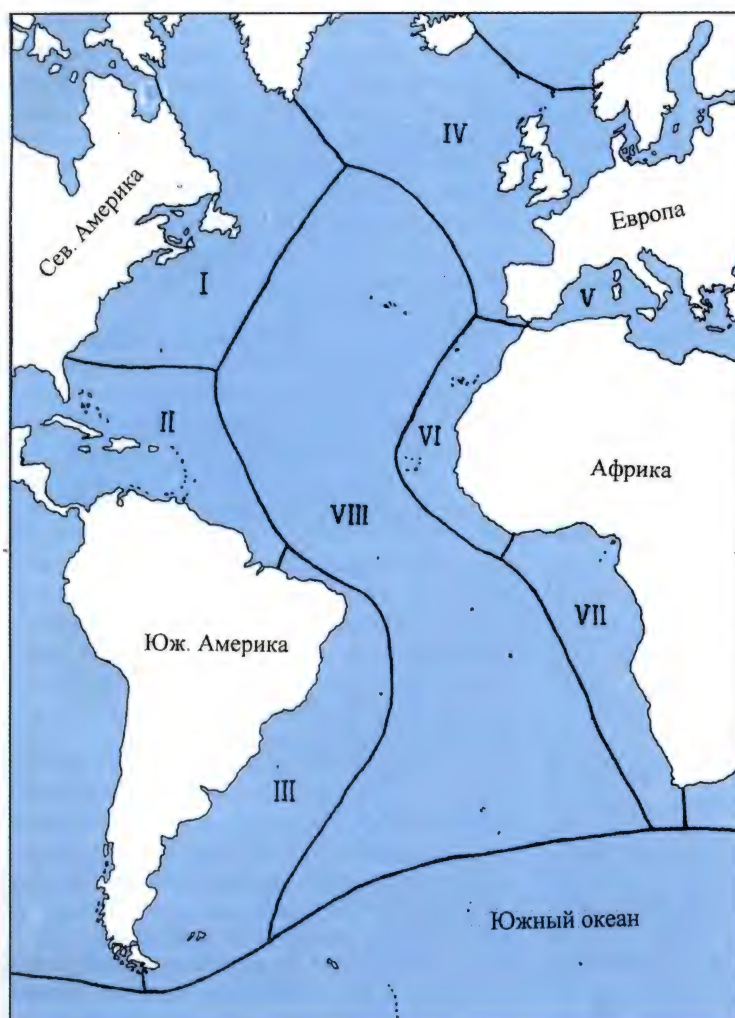 IV
Сев. Америка
Европа
I
V
II
VI
Африка
VIII
VII
Юж. Америка
III
Южный океан